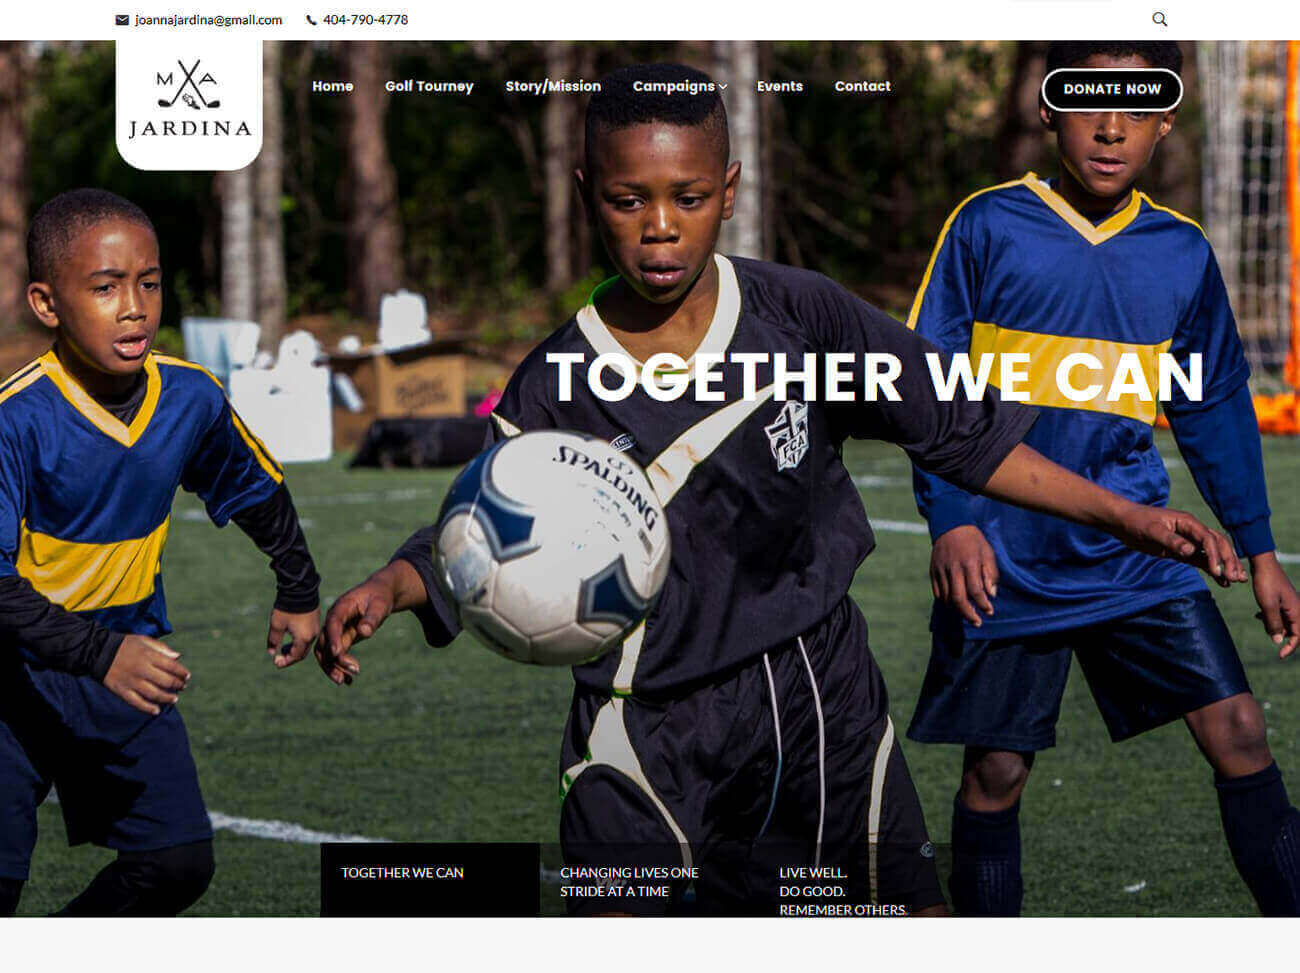 joannajardina@gmail.com 404-790-4778
M A
JARDINA
Home Golf Tourney Story/Mission Campaigns Events Contact
DONATE NOW
TOGETHER WE CAN
FCA
SPALDING
TOGETHER WE CAN
CHANGING LIVES ONE
STRIDE AT A TIME
LIVE WELL.
DO GOOD.
REMEMBER OTHERS.